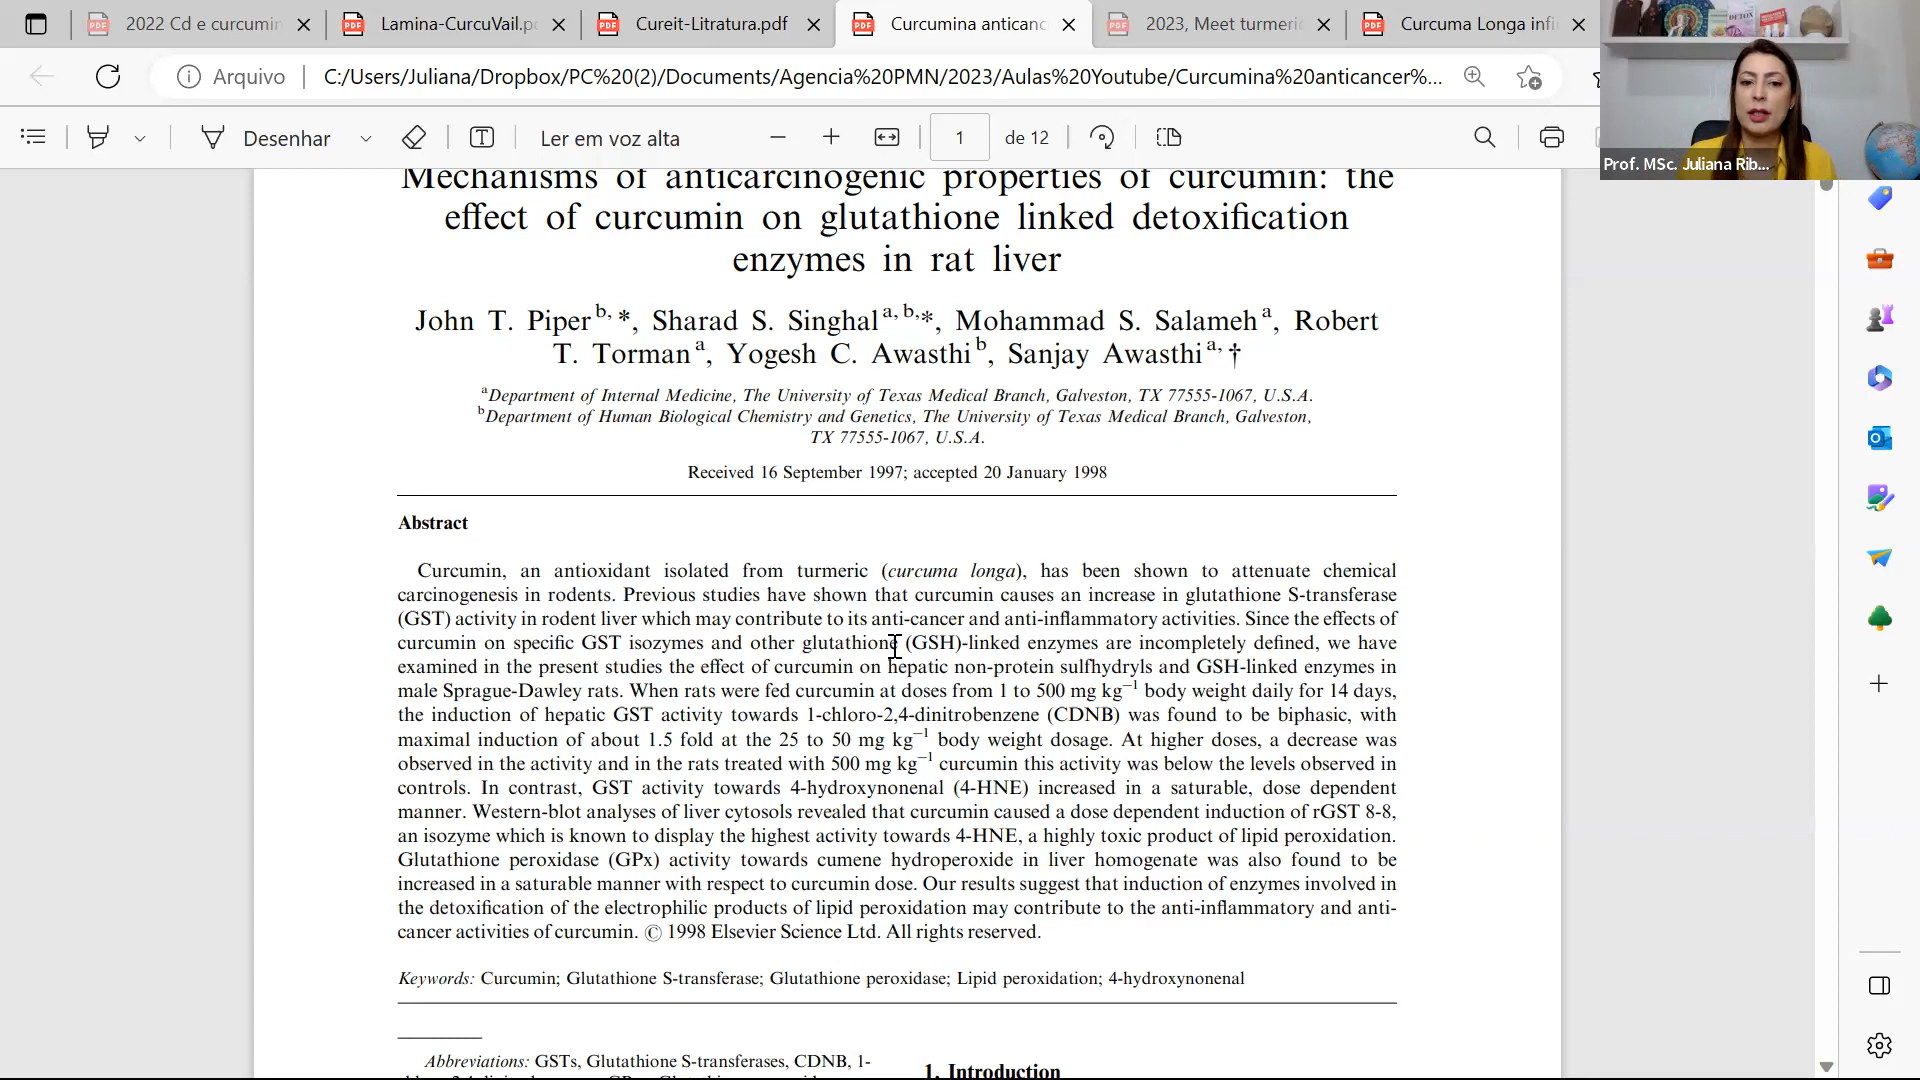 2022 Cd e curcumin
Lamina-CurcuVail.p
Cureit-Litratura.pdf
Curcumina anticanc
2023, Meet turmeri
Curcuma Longa infl
Arquivo
C:/Users/Juliana/Dropbox/PC%20(2)/Documents/Agencia%20PMN/2023/Aulas%20Youtube/Curcumina%20anticancer%...
Desenhar
Ler em voz alta
1 de 12
Prof. MSc. Juliana Rib...
Mechanisms of anticarcinogenic properties of curcumin: the
effect of curcumin on glutathione linked detoxification
enzymes in rat liver
John T. Piper b, *, Sharad S. Singhal a, b,*, Mohammad S. Salameh a, Robert
T. Torman a, Yogesh C. Awasthi b, Sanjay Awasthi a, †
a Department of Internal Medicine, The University of Texas Medical Branch, Galveston, TX 77555-1067, U.S.A.
b Department of Human Biological Chemistry and Genetics, The University of Texas Medical Branch, Galveston,
TX 77555-1067, U.S.A.
Received 16 September 1997; accepted 20 January 1998
Abstract
Curcumin, an antioxidant isolated from turmeric (curcuma longa), has been shown to attenuate chemical
carcinogenesis in rodents. Previous studies have shown that curcumin causes an increase in glutathione S-transferase
(GST) activity in rodent liver which may contribute to its anti-cancer and anti-inflammatory activities. Since the effects of
curcumin on specific GST isozymes and other glutathione (GSH)-linked enzymes are incompletely defined, we have
examined in the present studies the effect of curcumin on hepatic non-protein sulfhydryls and GSH-linked enzymes in
male Sprague-Dawley rats. When rats were fed curcumin at doses from 1 to 500 mg kg−1 body weight daily for 14 days,
the induction of hepatic GST activity towards 1-chloro-2,4-dinitrobenzene (CDNB) was found to be biphasic, with
maximal induction of about 1.5 fold at the 25 to 50 mg kg−1 body weight dosage. At higher doses, a decrease was
observed in the activity and in the rats treated with 500 mg kg−1 curcumin this activity was below the levels observed in
controls. In contrast, GST activity towards 4-hydroxynonenal (4-HNE) increased in a saturable, dose dependent
manner. Western-blot analyses of liver cytosols revealed that curcumin caused a dose dependent induction of rGST 8-8,
an isozyme which is known to display the highest activity towards 4-HNE, a highly toxic product of lipid peroxidation.
Glutathione peroxidase (GPx) activity towards cumene hydroperoxide in liver homogenate was also found to be
increased in a saturable manner with respect to curcumin dose. Our results suggest that induction of enzymes involved in
the detoxification of the electrophilic products of lipid peroxidation may contribute to the anti-inflammatory and anti-
cancer activities of curcumin. © 1998 Elsevier Science Ltd. All rights reserved.
Keywords: Curcumin; Glutathione S-transferase; Glutathione peroxidase; Lipid peroxidation; 4-hydroxynonenal
Abbreviations: GSTs, Glutathione S-transferases, CDNB, 1-
1. Introduction